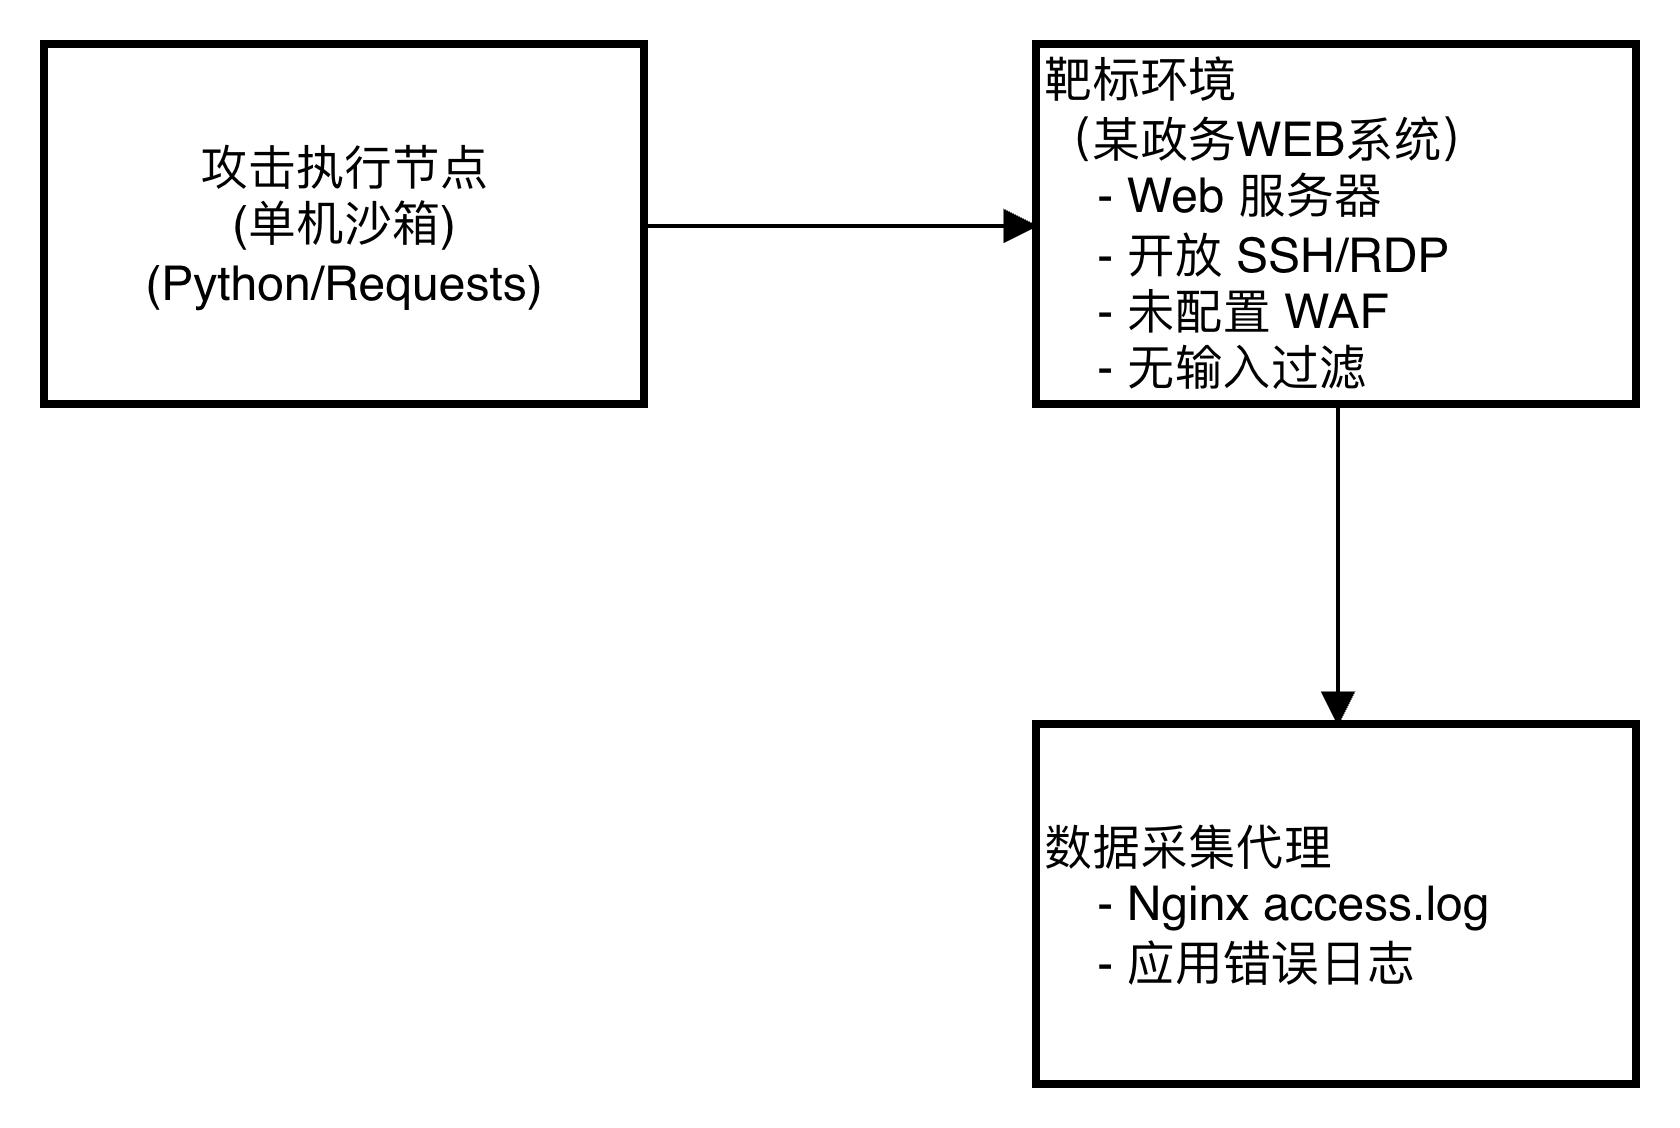 攻击执行节点
(单机沙箱)
(Python/Requests)
靶标环境
（某政务WEB系统）
- Web 服务器
- 开放 SSH/RDP
- 未配置 WAF
- 无输入过滤
数据采集代理
- Nginx access.log
- 应用错误日志